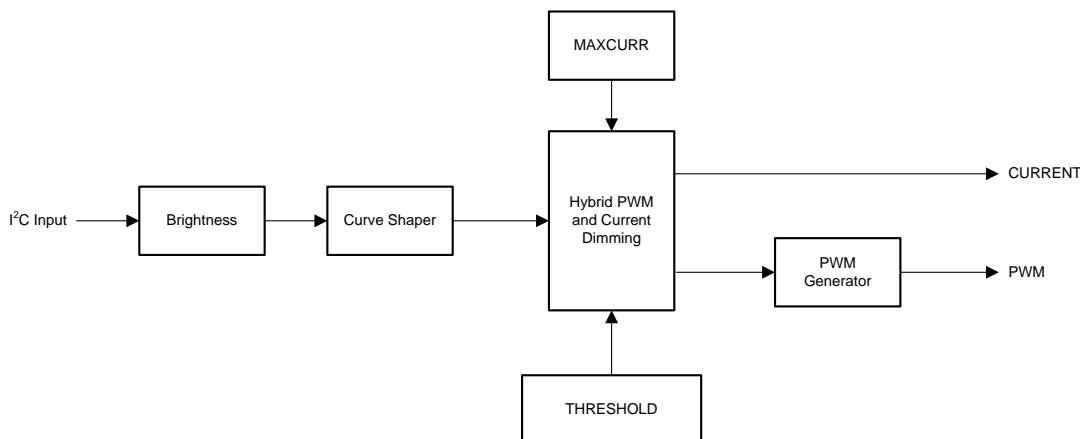 MAXCURR
I²C Input
Brightness
Curve Shaper
Hybrid PWM
and Current
Dimming
CURRENT
PWM
Generator
PWM
THRESHOLD